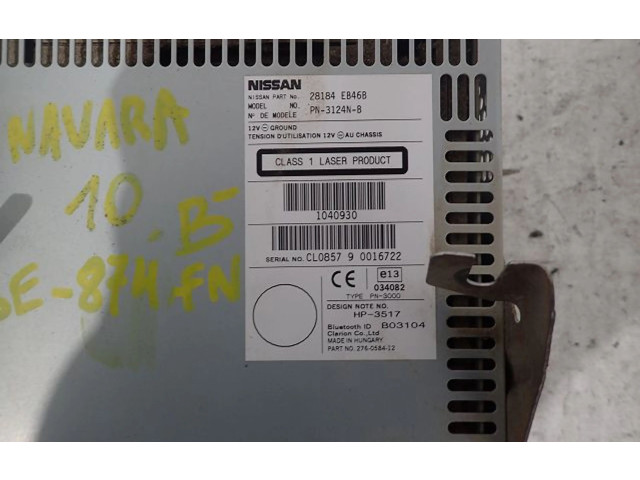 NISSAN
NISSAN PART No. 28184 EB46B
MODEL NO. PN-3124N-B
N° DE MODELE
12V ⊖ GROUND
TENSION D'UTILISATION 12V ⊖ AU CHASSIS
CLASS 1 LASER PRODUCT
1040930
SERIAL NO. CL0857 9 0016722
CE e13
034082
TYPE PN-3000
DESIGN NOTE NO.
HP-3517
Bluetooth ID B03104
Clarion Co., Ltd
MADE IN HUNGARY
PART NO. 276-0584-12
NAVARA
10
B-
-874 FN